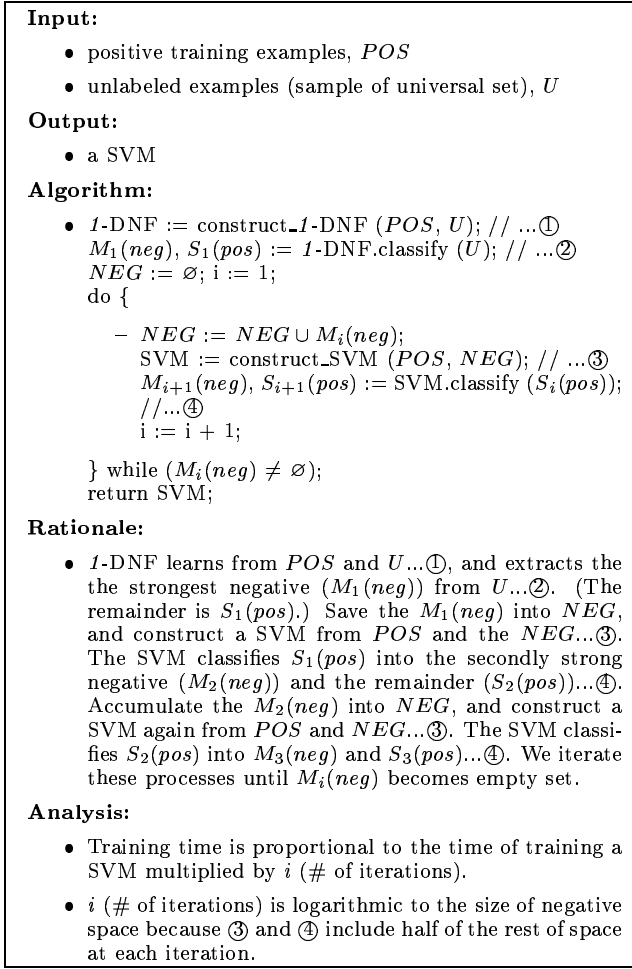 Input:
• positive training examples, POS
• unlabeled examples (sample of universal set), U
Output:
• a SVM
Algorithm:
• 1-DNF := construct_1-DNF (POS, U); // ...①
M₁(neg), S₁(pos) := 1-DNF.classify (U); // ...②
NEG := ∅; i := 1;
do {
– NEG := NEG ∪ Mᵢ(neg);
SVM := construct_SVM (POS, NEG); // ...③
Mᵢ₊₁(neg), Sᵢ₊₁(pos) := SVM.classify (Sᵢ(pos));
//...④
i := i + 1;
} while (Mᵢ(neg) ≠ ∅);
return SVM;
Rationale:
• 1-DNF learns from POS and U...①, and extracts the
the strongest negative (M₁(neg)) from U...②. (The
remainder is S₁(pos).) Save the M₁(neg) into NEG,
and construct a SVM from POS and the NEG...③.
The SVM classifies S₁(pos) into the secondly strong
negative (M₂(neg)) and the remainder (S₂(pos))...④.
Accumulate the M₂(neg) into NEG, and construct a
SVM again from POS and NEG...③. The SVM classi-
fies S₂(pos) into M₃(neg) and S₃(pos)...④. We iterate
these processes until Mᵢ(neg) becomes empty set.
Analysis:
• Training time is proportional to the time of training a
SVM multiplied by i (# of iterations).
• i (# of iterations) is logarithmic to the size of negative
space because ③ and ④ include half of the rest of space
at each iteration.